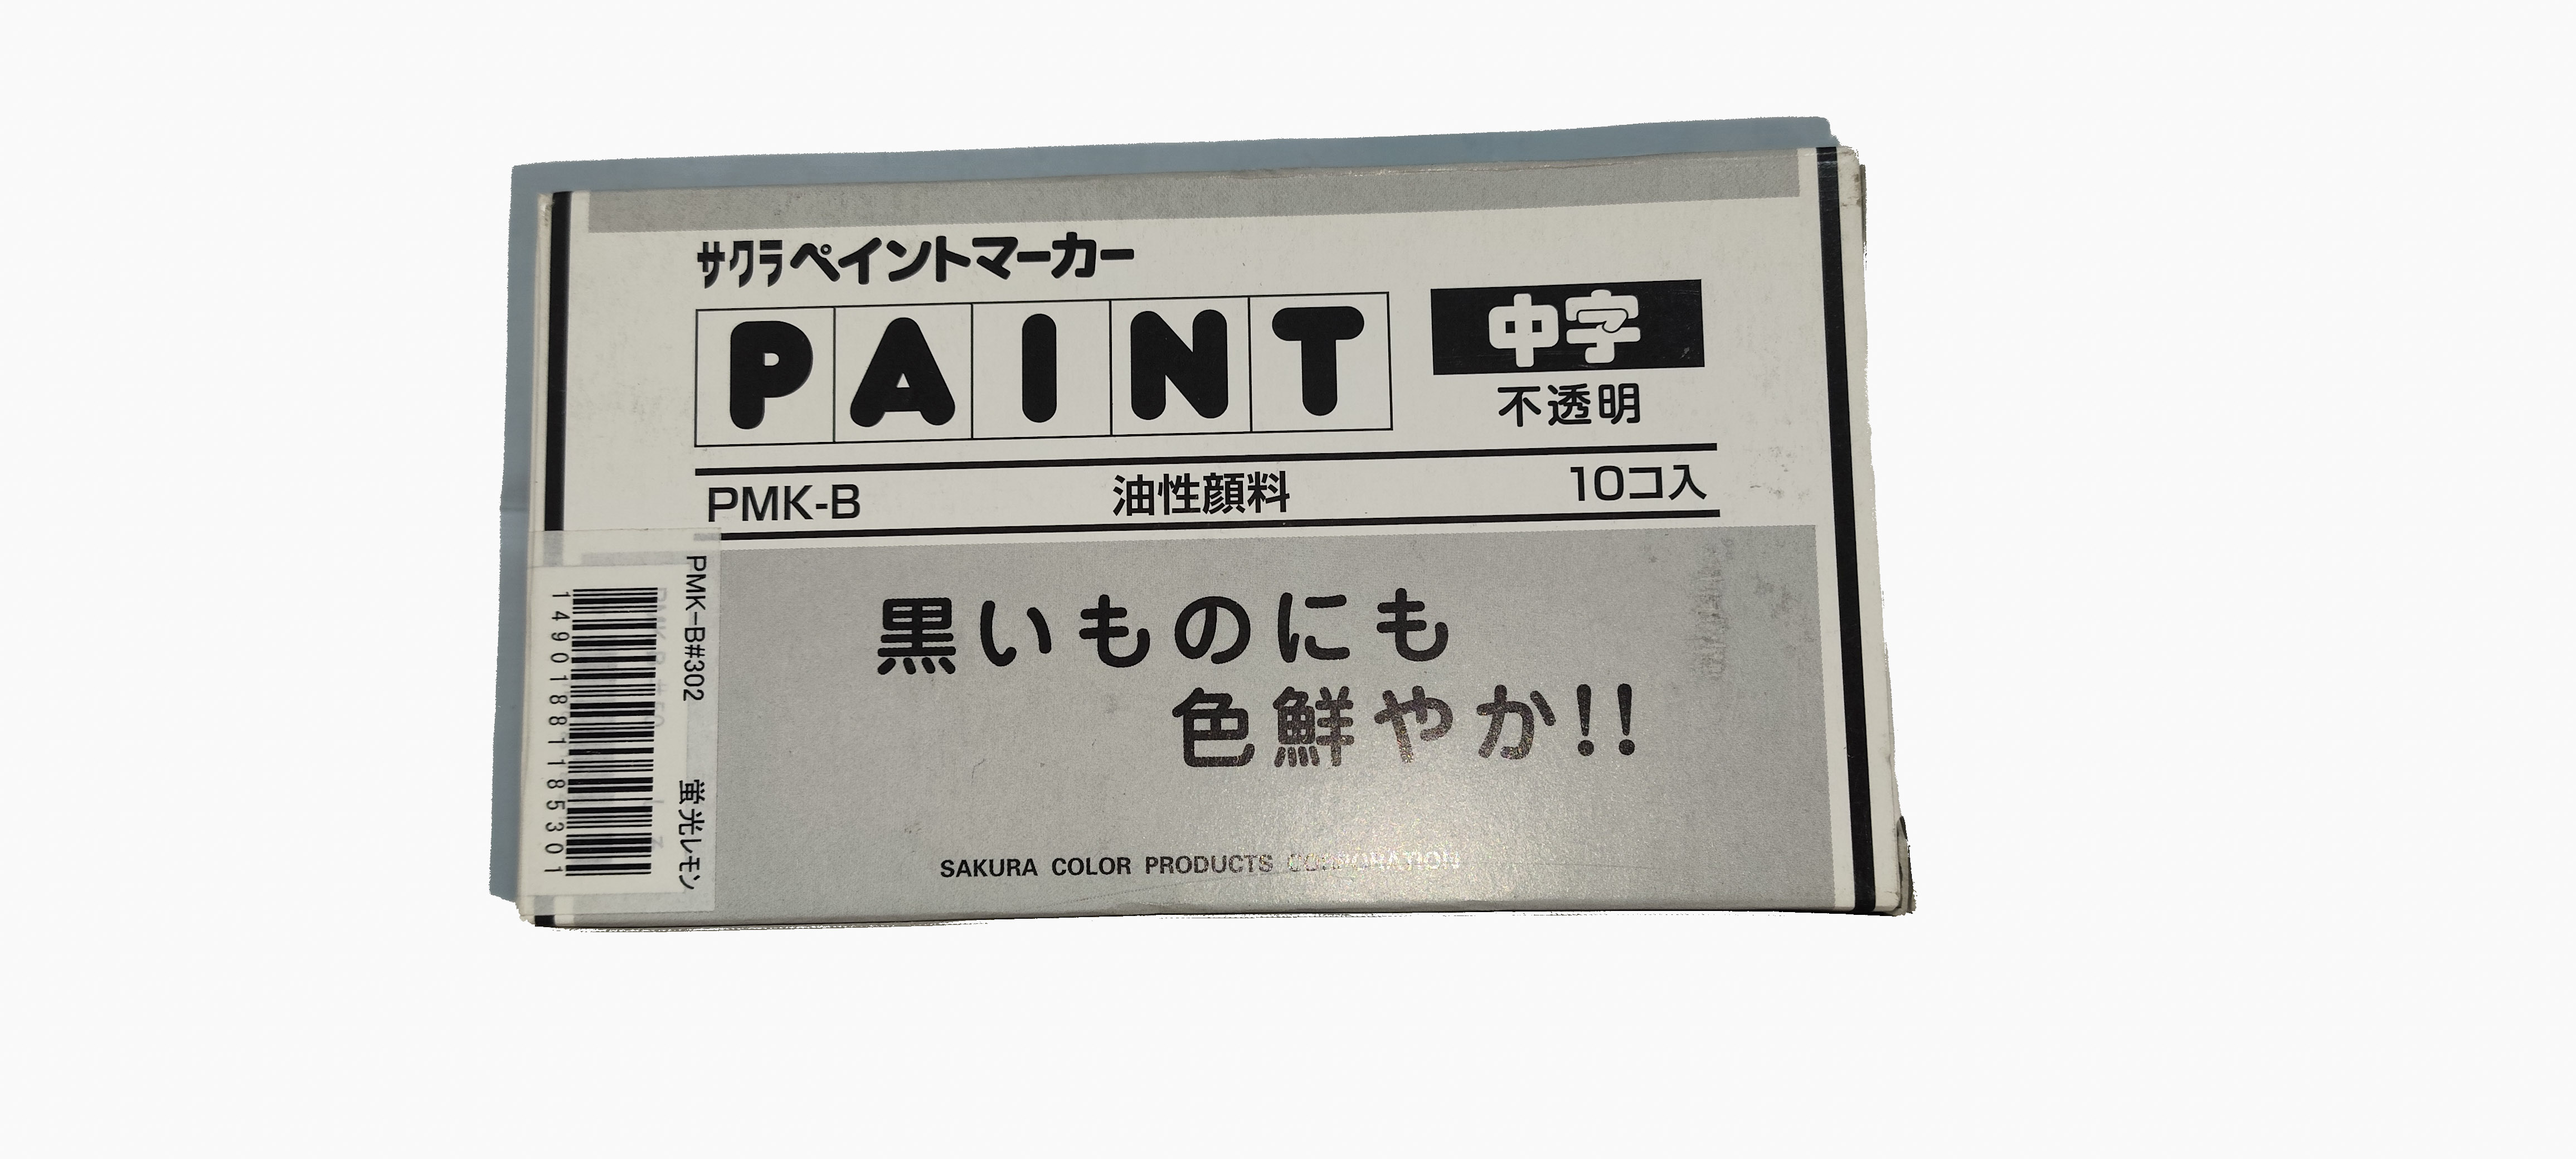 サクラペイントマーカー
PAINT
中字
不透明
PMK-B 油性顔料 10コ入
黒いものにも
色鮮やか!!
SAKURA COLOR PRODUCTS CORPORATION
PMK-B#302 蛍光レモン
14901881185301